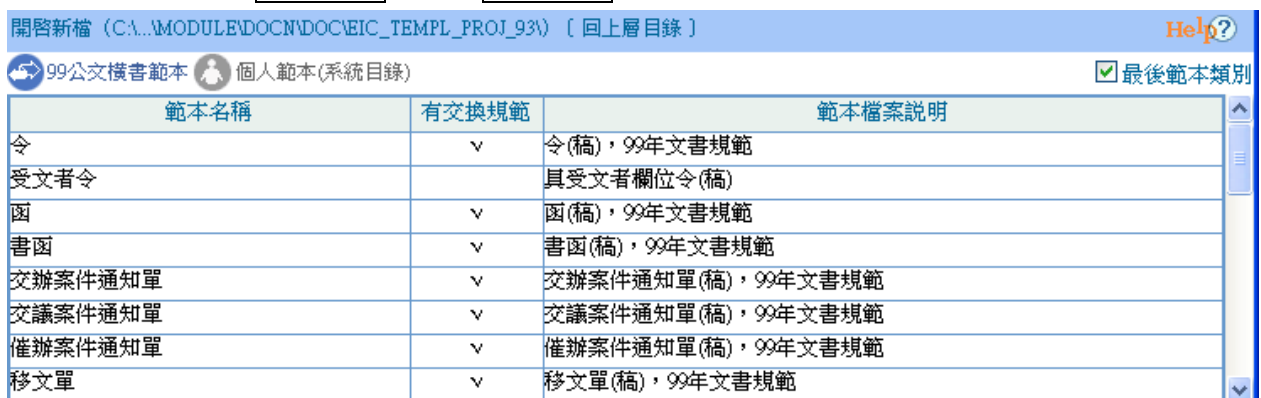 開啓新檔（C:\...\MODULE\DOCN\DOC\EIC_TEMPL_PROJ_93\）〔回上層目錄〕 Help?
99公文橫書範本 個人範本(系統目錄) 最後範本類別
範本名稱 有交換規範 範本檔案説明
令 v 令(稿)，99年文書規範
受文者令 具受文者欄位令(稿)
函 v 函(稿)，99年文書規範
書函 v 書函(稿)，99年文書規範
交辦案件通知單 v 交辦案件通知單(稿)，99年文書規範
交議案件通知單 v 交議案件通知單(稿)，99年文書規範
催辦案件通知單 v 催辦案件通知單(稿)，99年文書規範
移文單 v 移文單(稿)，99年文書規範